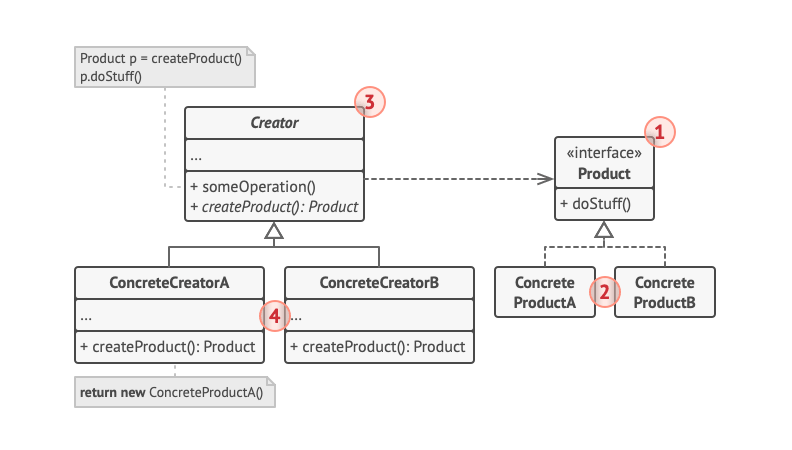 Product p = createProduct()
p.doStuff()
3
Creator
...
+ someOperation()
+ createProduct(): Product
1
«interface»
Product
+ doStuff()
ConcreteCreatorA
...
+ createProduct(): Product
4
ConcreteCreatorB
...
+ createProduct(): Product
Concrete
ProductA
2
Concrete
ProductB
return new ConcreteProductA()